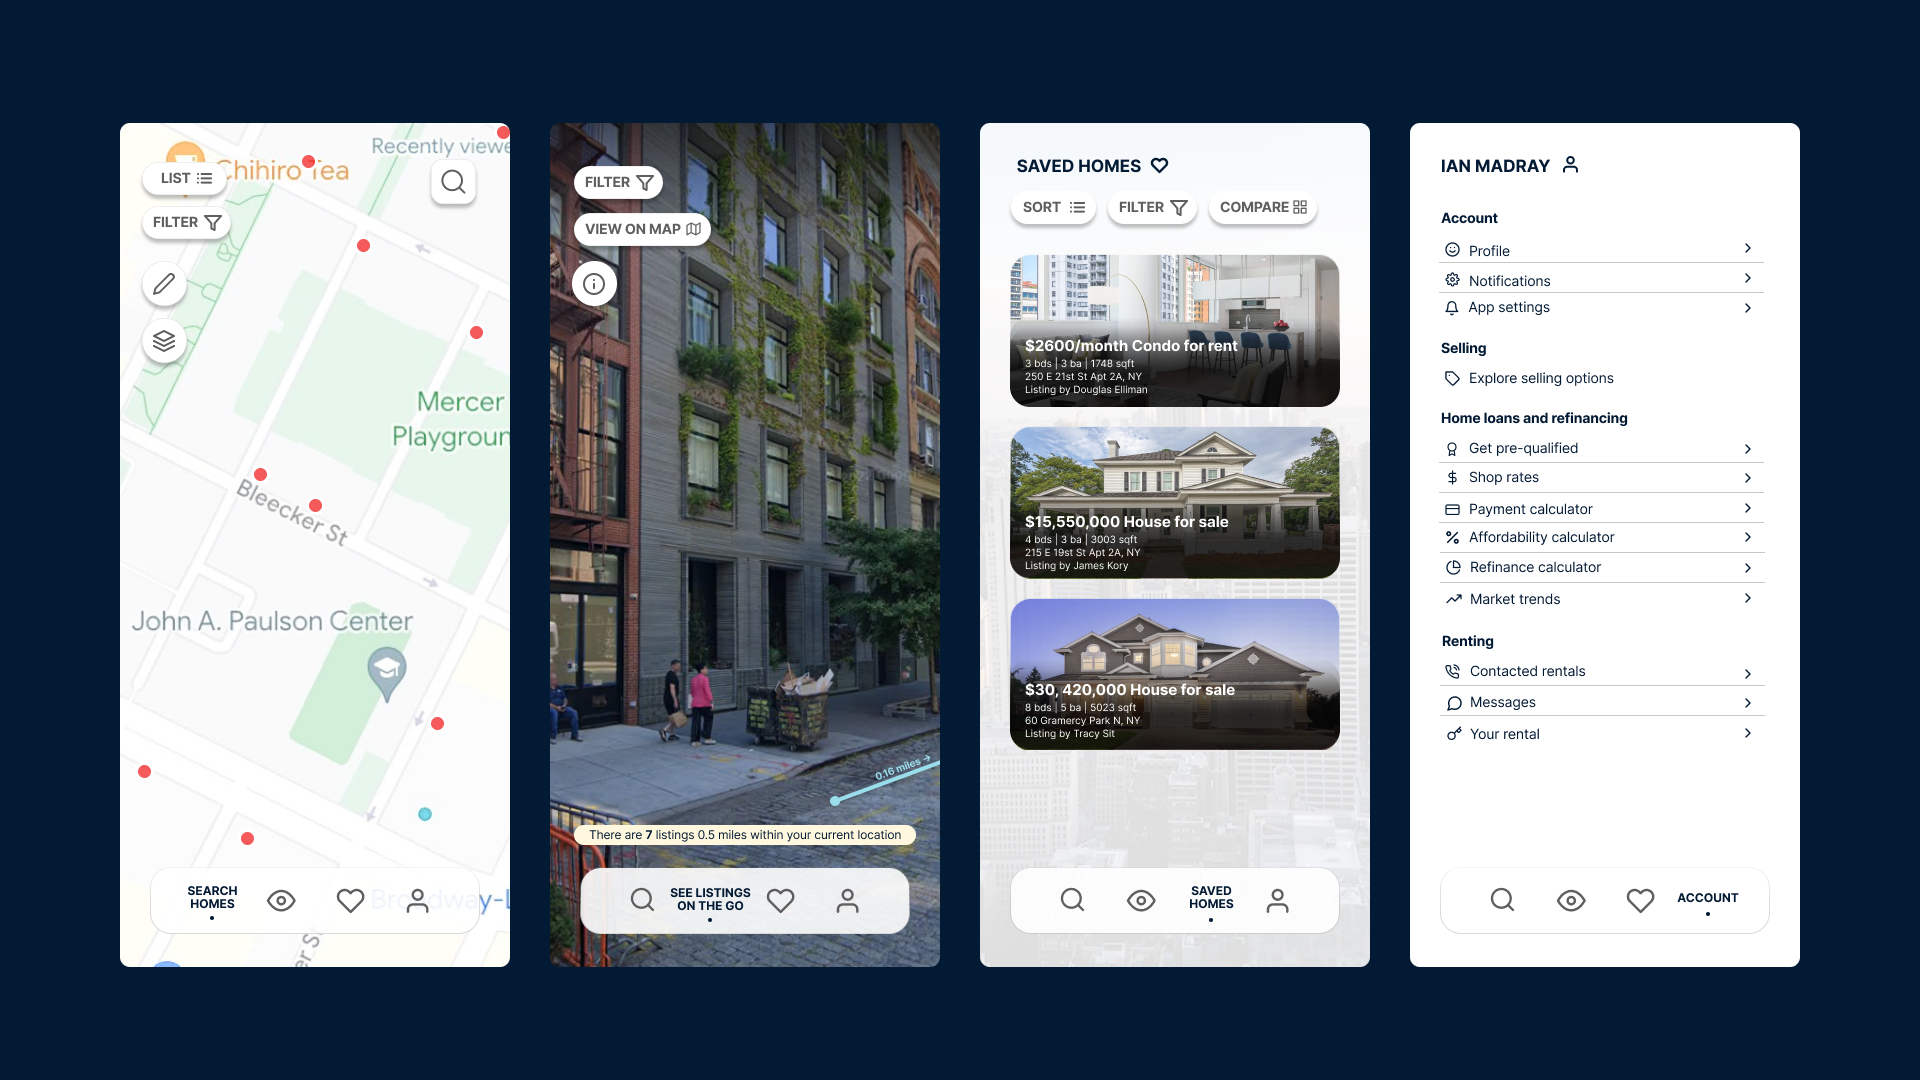 Recently viewe
Chihiro Tea
LIST
FILTER
Mercer
Playgroun
Bleecker St
John A. Paulson Center
Broadway-L
er S
SEARCH
HOMES
FILTER
VIEW ON MAP
0.16 miles →
There are 7 listings 0.5 miles within your current location
SEE LISTINGS
ON THE GO
SAVED HOMES
SORT
FILTER
COMPARE
$2600/month Condo for rent
3 bds | 3 ba | 1748 sqft
250 E 21st St Apt 2A, NY
Listing by Douglas Elliman
$15,550,000 House for sale
4 bds | 3 ba | 3003 sqft
215 E 19st St Apt 2A, NY
Listing by James Kory
$30, 420,000 House for sale
8 bds | 5 ba | 5023 sqft
60 Gramercy Park N, NY
Listing by Tracy Sit
SAVED
HOMES
IAN MADRAY
Account
Profile
Notifications
App settings
Selling
Explore selling options
Home loans and refinancing
Get pre-qualified
Shop rates
Payment calculator
Affordability calculator
Refinance calculator
Market trends
Renting
Contacted rentals
Messages
Your rental
ACCOUNT